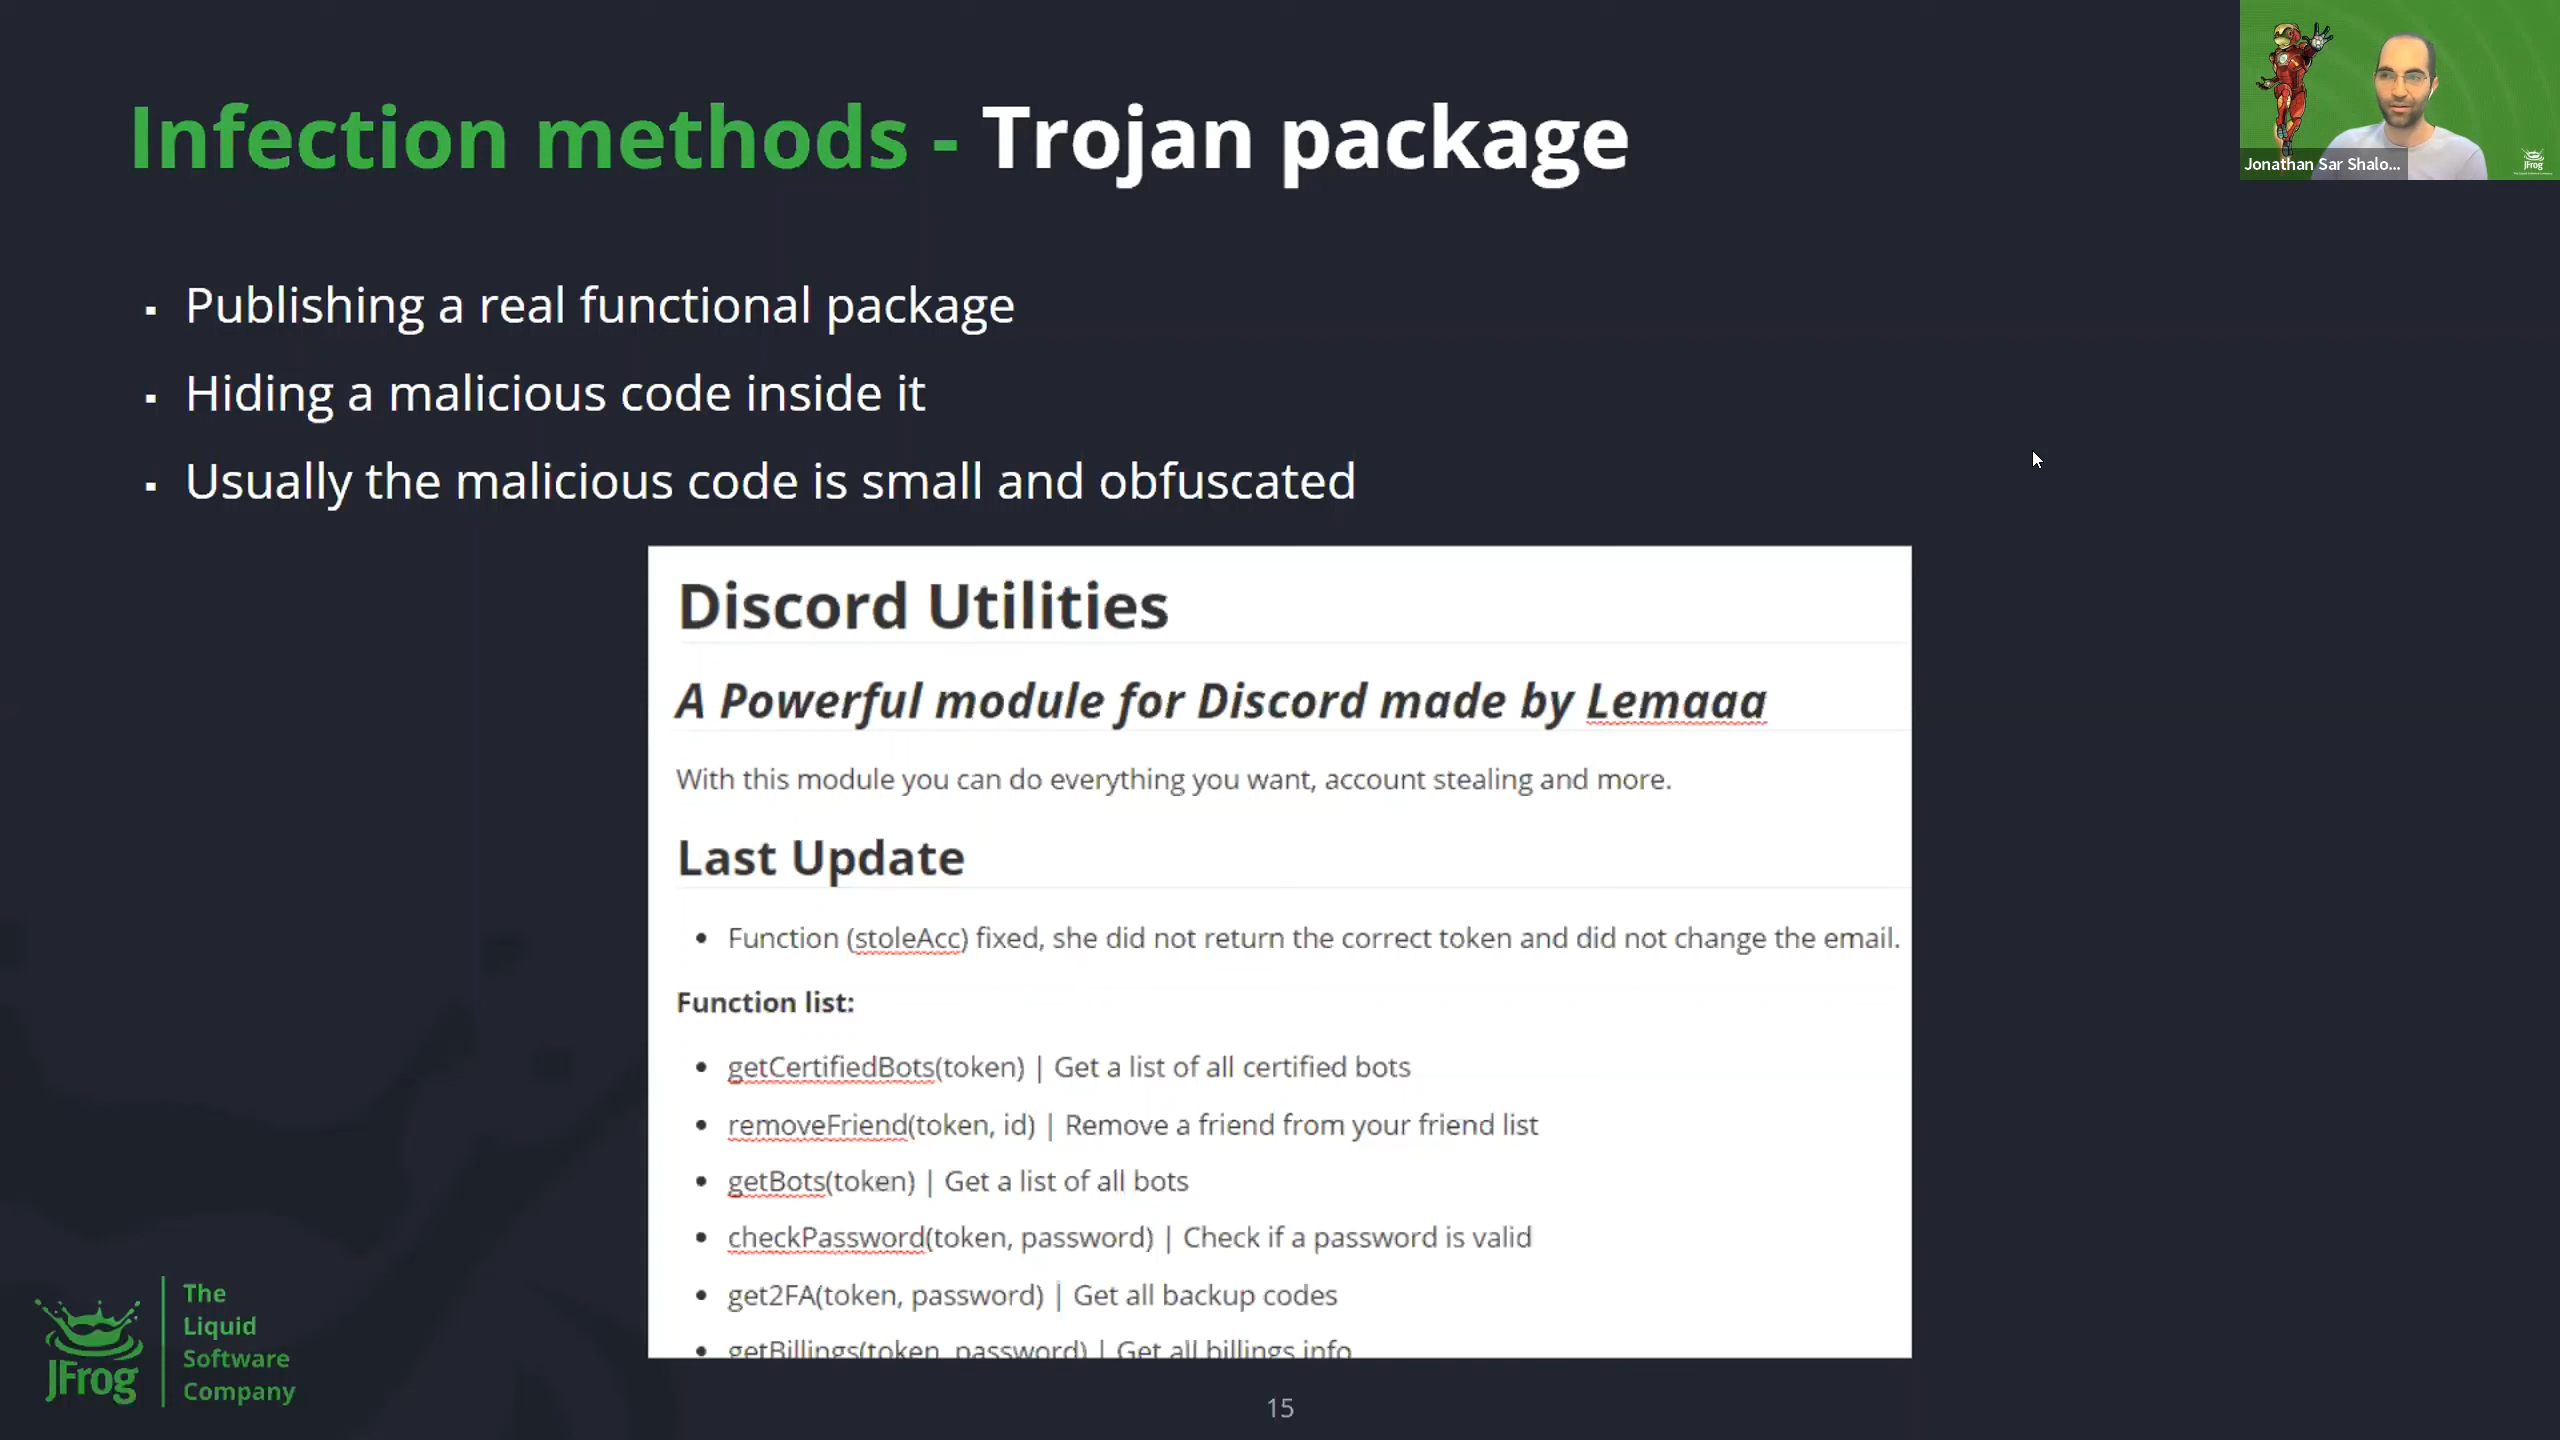 Infection methods - Trojan package
Jonathan Sar Shalo...
JFrog
▪ Publishing a real functional package
▪ Hiding a malicious code inside it
▪ Usually the malicious code is small and obfuscated
Discord Utilities
A Powerful module for Discord made by Lemaaa
With this module you can do everything you want, account stealing and more.
Last Update
• Function (stoleAcc) fixed, she did not return the correct token and did not change the email.
Function list:
• getCertifiedBots(token) | Get a list of all certified bots
• removeFriend(token, id) | Remove a friend from your friend list
• getBots(token) | Get a list of all bots
• checkPassword(token, password) | Check if a password is valid
• get2FA(token, password) | Get all backup codes
• getBillings(token, password) | Get all billings info
JFrog
The
Liquid
Software
Company
15